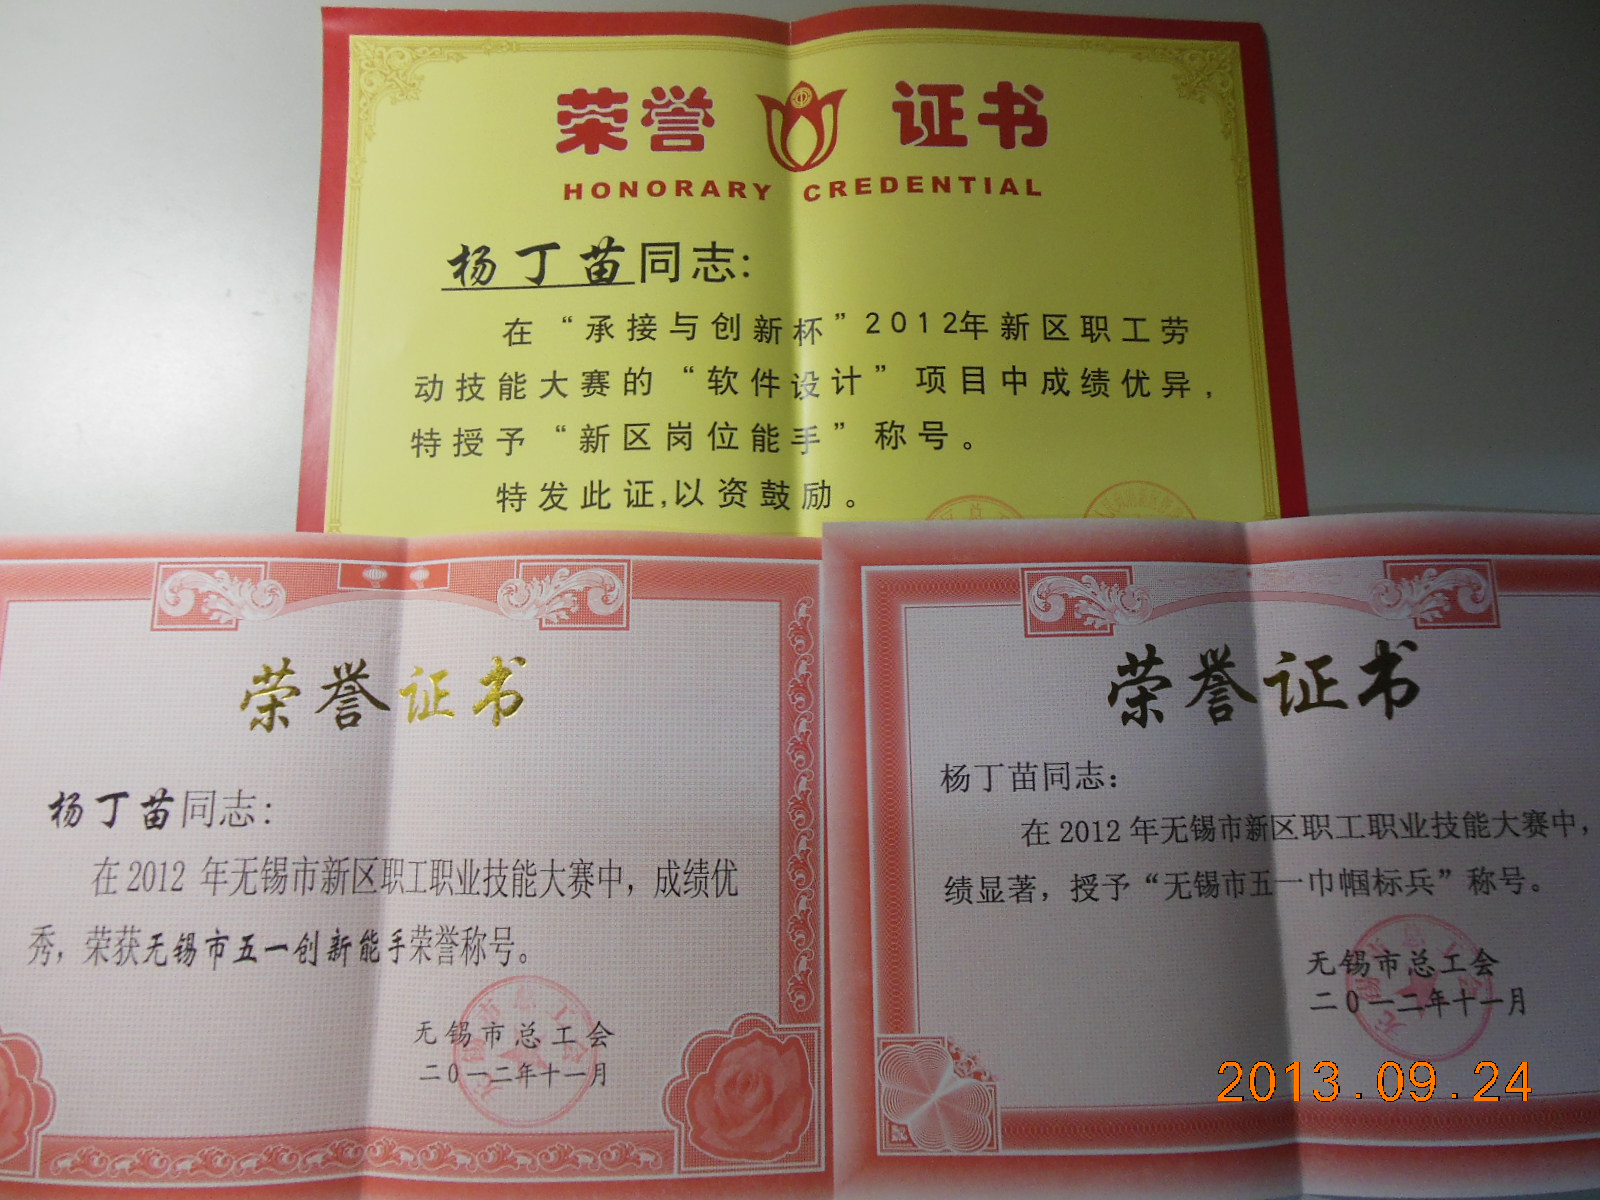 荣誉 证书
HONORARY CREDENTIAL
杨丁苗同志:
在“承接与创新杯”2012年新区职工劳
动技能大赛的“软件设计”项目中成绩优异,
特授予“新区岗位能手”称号。
特发此证,以资鼓励。
荣誉证书
杨丁苗同志:
在2012年无锡市新区职工职业技能大赛中,成绩优
秀,荣获无锡市五一创新能手荣誉称号。
无锡市总工会
二0一二年十一月
荣誉证书
杨丁苗同志:
在2012年无锡市新区职工职业技能大赛中,
绩显著,授予“无锡市五一巾帼标兵”称号。
无锡市总工会
二0一二年十一月
2013.09.24